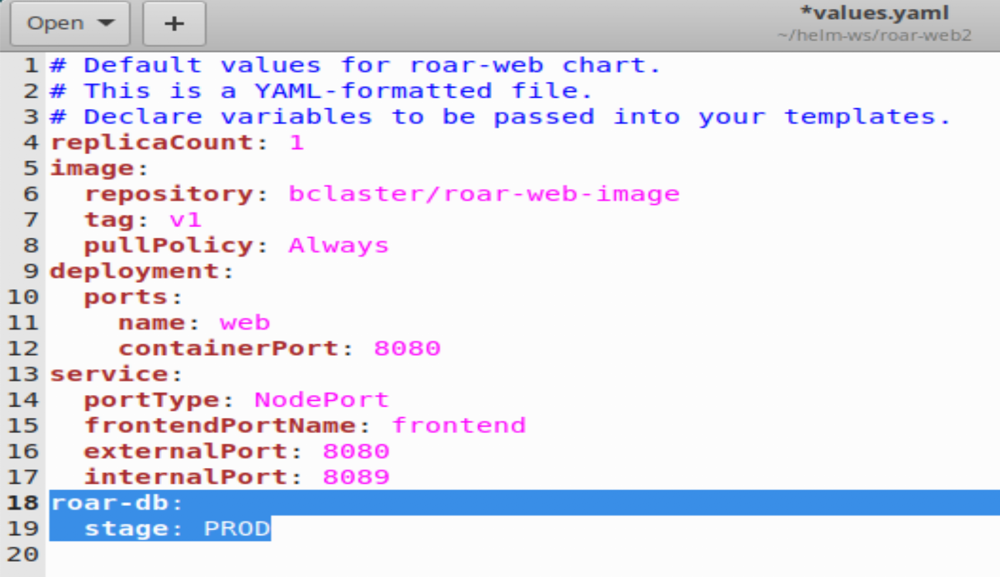 Open
+
*values.yaml
~/helm-ws/roar-web2
1 # Default values for roar-web chart.
2 # This is a YAML-formatted file.
3 # Declare variables to be passed into your templates.
4 replicaCount: 1
5 image:
6   repository: bclaster/roar-web-image
7   tag: v1
8   pullPolicy: Always
9 deployment:
10   ports:
11     name: web
12     containerPort: 8080
13 service:
14   portType: NodePort
15   frontendPortName: frontend
16   externalPort: 8080
17   internalPort: 8089
18 roar-db:
19   stage: PROD
20